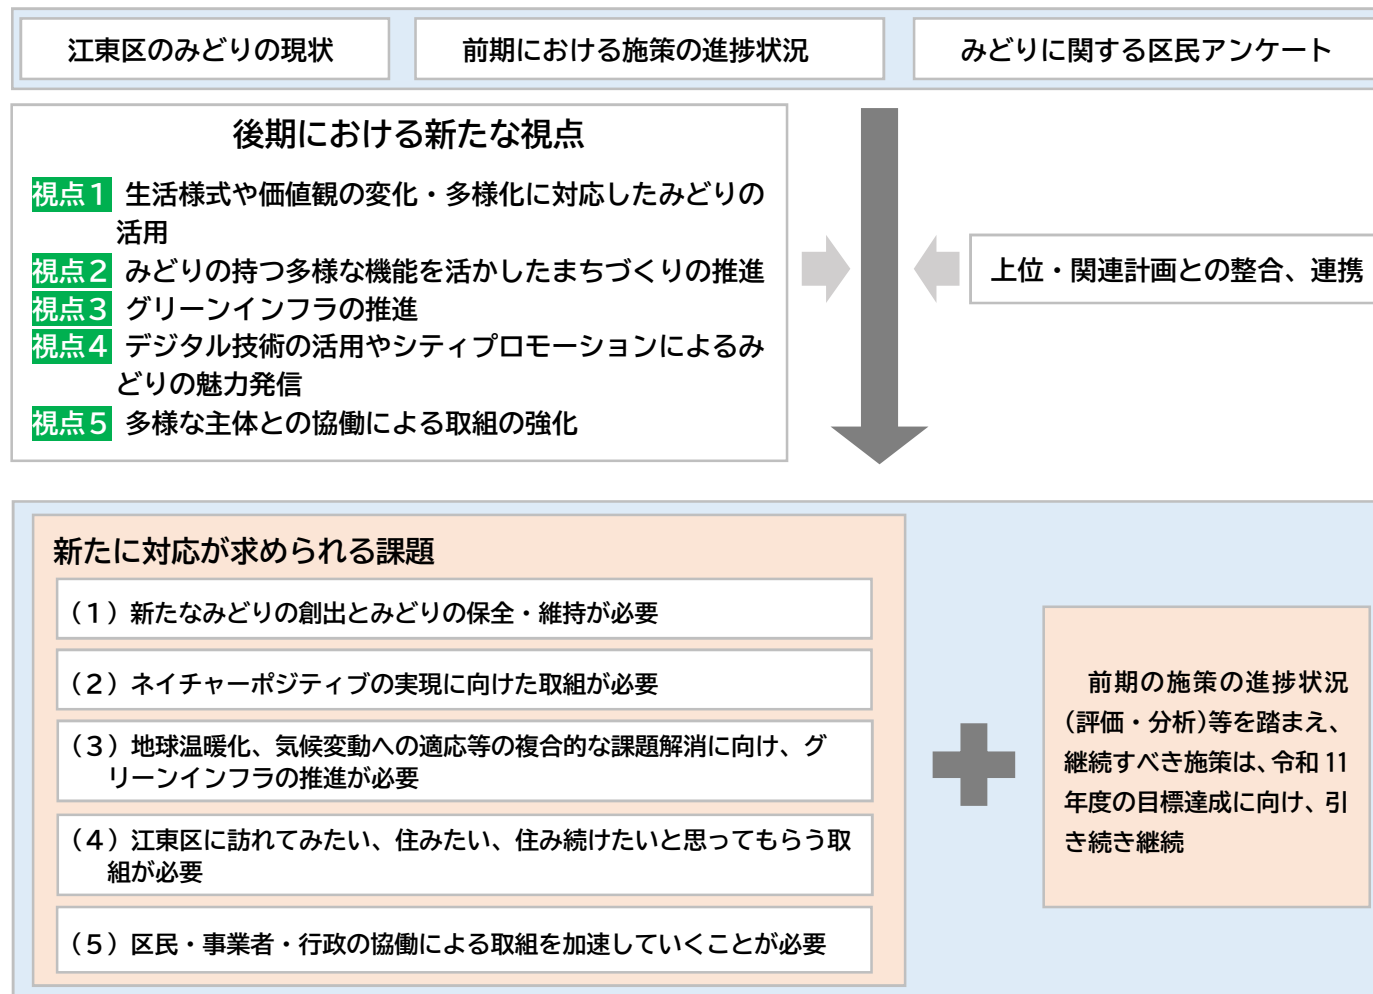 江東区のみどりの現状
前期における施策の進捗状況
みどりに関する区民アンケート
後期における新たな視点
視点1 生活様式や価値観の変化・多様化に対応したみどりの
活用
視点2 みどりの持つ多様な機能を活かしたまちづくりの推進
視点3 グリーンインフラの推進
視点4 デジタル技術の活用やシティプロモーションによるみ
どりの魅力発信
視点5 多様な主体との協働による取組の強化
上位・関連計画との整合、連携
新たに対応が求められる課題
(1)新たなみどりの創出とみどりの保全・維持が必要
(2)ネイチャーポジティブの実現に向けた取組が必要
(3)地球温暖化、気候変動への適応等の複合的な課題解消に向け、グ
リーンインフラの推進が必要
(4)江東区に訪れてみたい、住みたい、住み続けたいと思ってもらう取
組が必要
(5)区民・事業者・行政の協働による取組を加速していくことが必要
前期の施策の進捗状況
(評価・分析)等を踏まえ、
継続すべき施策は、令和 11
年度の目標達成に向け、引
き続き継続